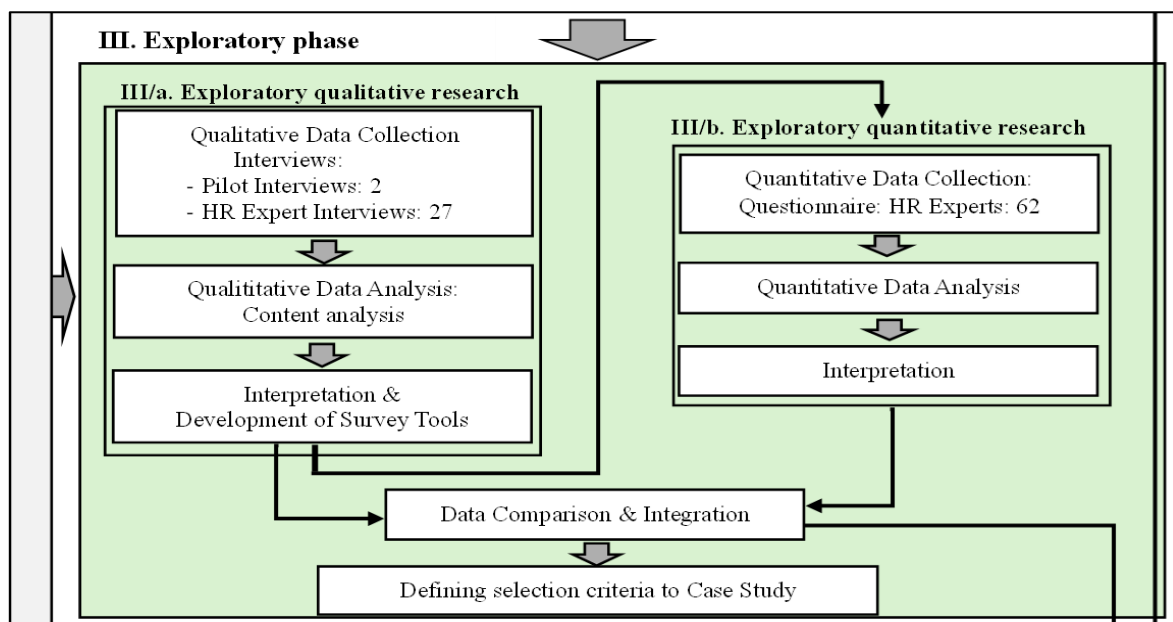 III. Exploratory phase
III/a. Exploratory qualitative research
Qualitative Data Collection
Interviews:
- Pilot Interviews: 2
- HR Expert Interviews: 27
Qualititative Data Analysis:
Content analysis
Interpretation &
Development of Survey Tools
III/b. Exploratory quantitative research
Quantitative Data Collection:
Questionnaire: HR Experts: 62
Quantitative Data Analysis
Interpretation
Data Comparison & Integration
Defining selection criteria to Case Study